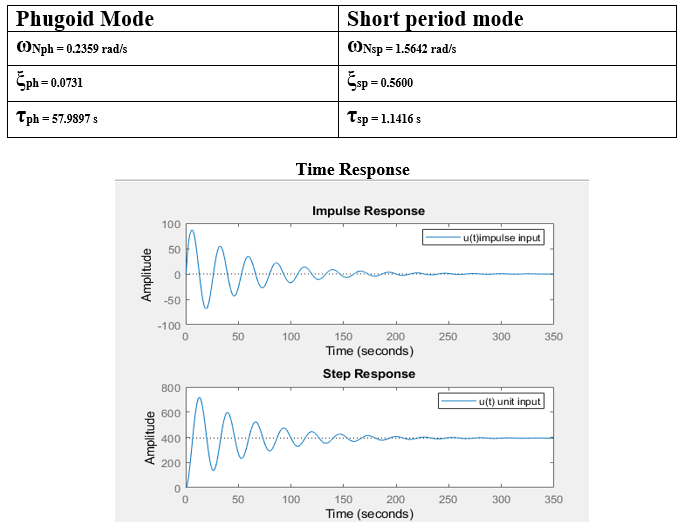 Phugoid Mode Short period mode
ωNph = 0.2359 rad/s ωNsp = 1.5642 rad/s
ξph = 0.0731 ξsp = 0.5600
τph = 57.9897 s τsp = 1.1416 s
Time Response
Impulse Response
100
50
0
-50
-100
Amplitude
u(t)impulse input
0 50 100 150 200 250 300 350
Time (seconds)
Step Response
800
600
400
200
0
Amplitude
u(t) unit input
0 50 100 150 200 250 300 350
Time (seconds)